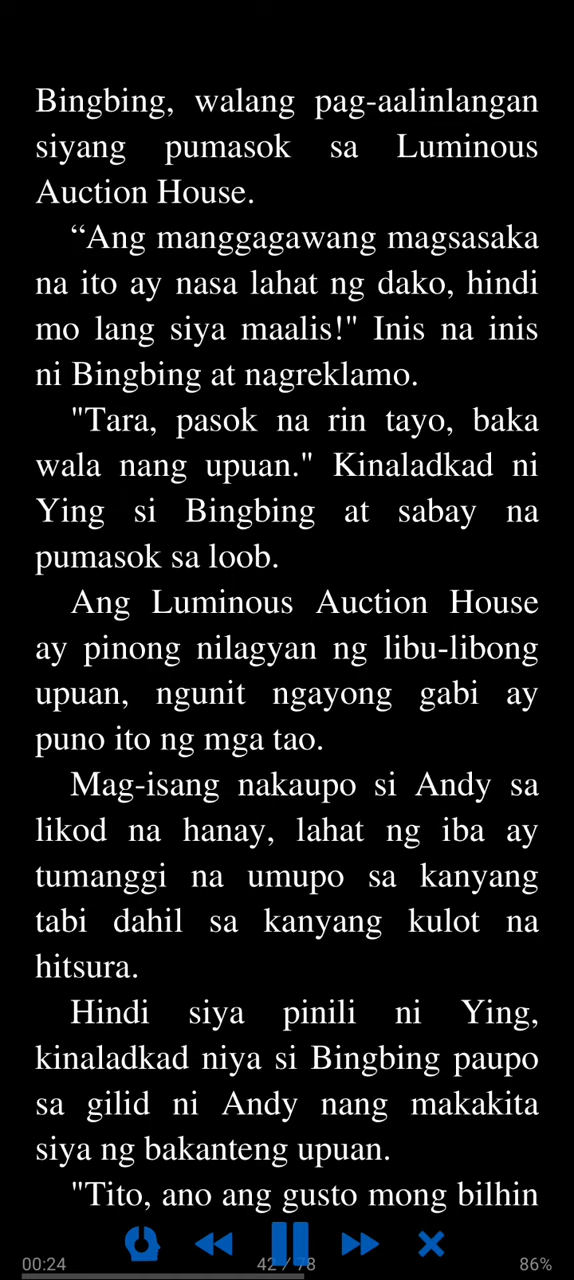 Bingbing, walang pag-aalinlangan
siyang pumasok sa Luminous
Auction House.
“Ang manggagawang magsasaka
na ito ay nasa lahat ng dako, hindi
mo lang siya maalis!" Inis na inis
ni Bingbing at nagreklamo.
"Tara, pasok na rin tayo, baka
wala nang upuan." Kinaladkad ni
Ying si Bingbing at sabay na
pumasok sa loob.
Ang Luminous Auction House
ay pinong nilagyan ng libu-libong
upuan, ngunit ngayong gabi ay
puno ito ng mga tao.
Mag-isang nakaupo si Andy sa
likod na hanay, lahat ng iba ay
tumanggi na umupo sa kanyang
tabi dahil sa kanyang kulot na
hitsura.
Hindi siya pinili ni Ying,
kinaladkad niya si Bingbing paupo
sa gilid ni Andy nang makakita
siya ng bakanteng upuan.
"Tito, ano ang gusto mong bilhin
00:24 42 / 78 86%